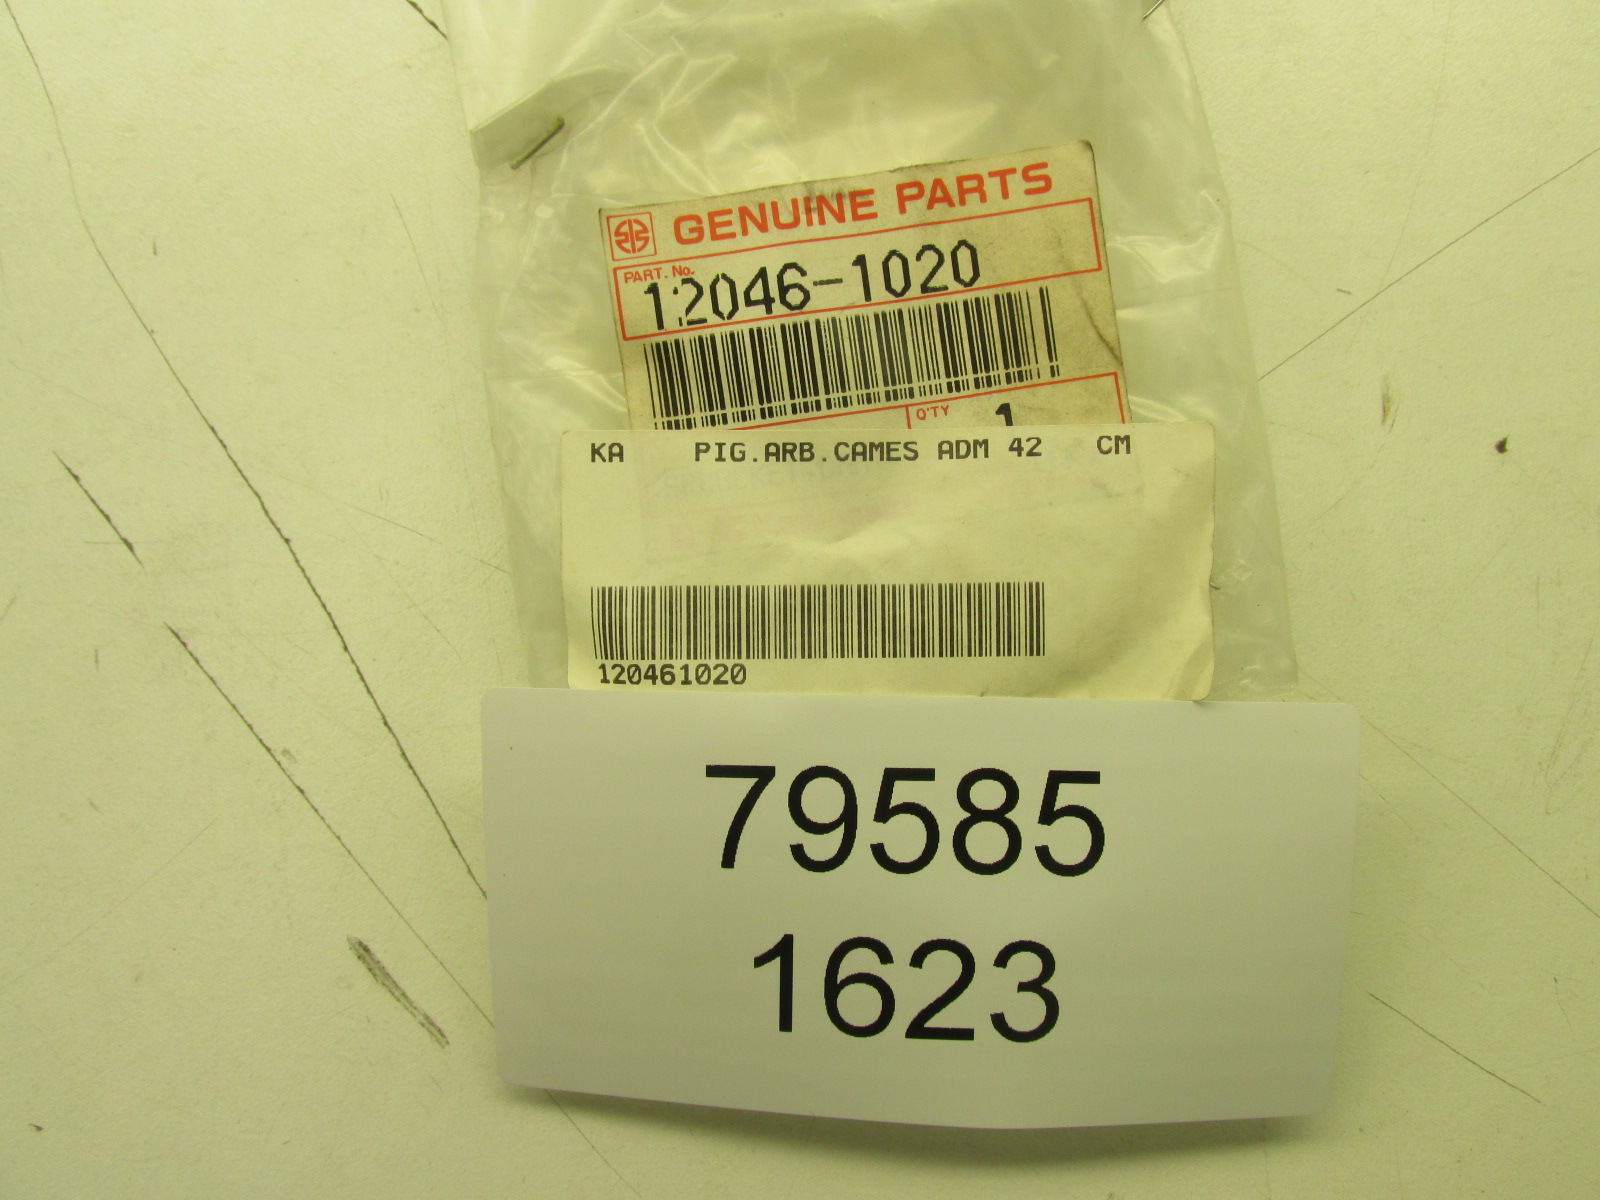 GENUINE PARTS
PART. No.
12046-1020
Q'TY 1
KA PIG.ARB.CAMES ADM 42 CM
120461020
79585
1623